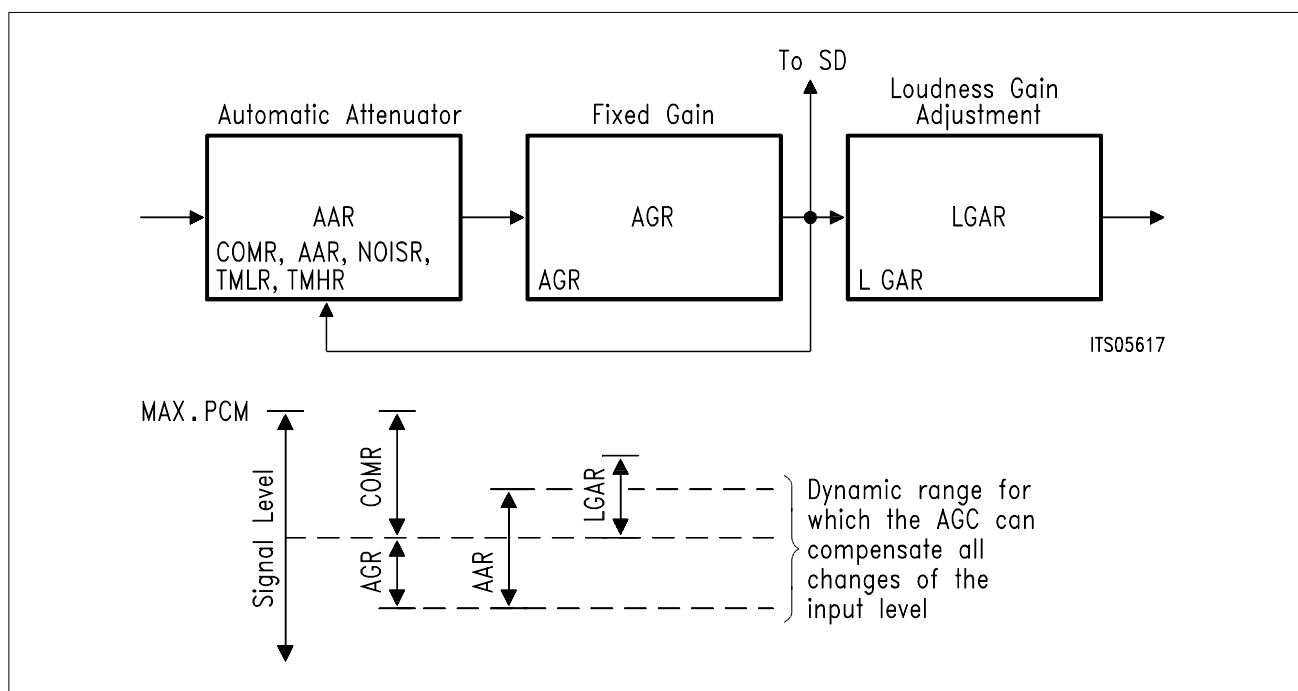 To SD
Automatic Attenuator
Fixed Gain
Loudness Gain
Adjustment
AAR
COMR, AAR, NOISR,
TMLR, TMHR
AGR
AGR
LGAR
L GAR
ITS05617
MAX.PCM
Signal Level
COMR
AGR
AAR
LGAR
Dynamic range for
which the AGC can
compensate all
changes of the
input level